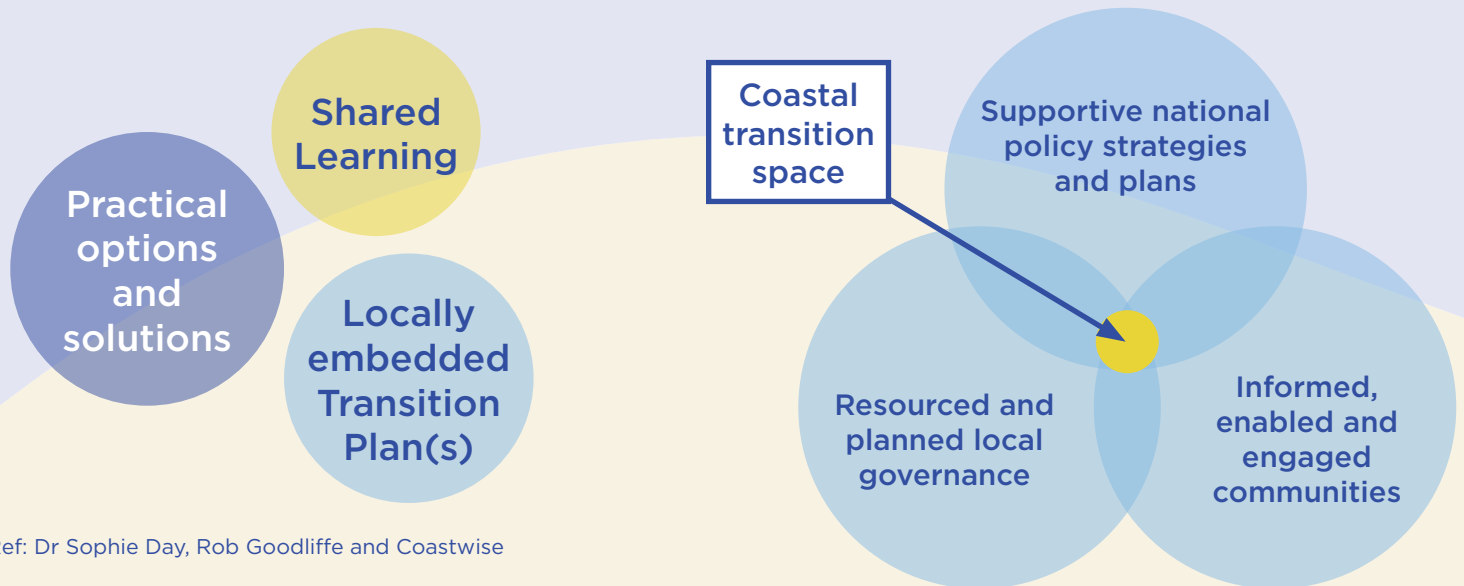 Shared
Learning
Practical
options
and
solutions
Locally
embedded
Transition
Plan(s)
Coastal
transition
space
Supportive national
policy strategies
and plans
Resourced and
planned local
governance
Informed,
enabled and
engaged
communities
ef: Dr Sophie Day, Rob Goodliffe and Coastwise